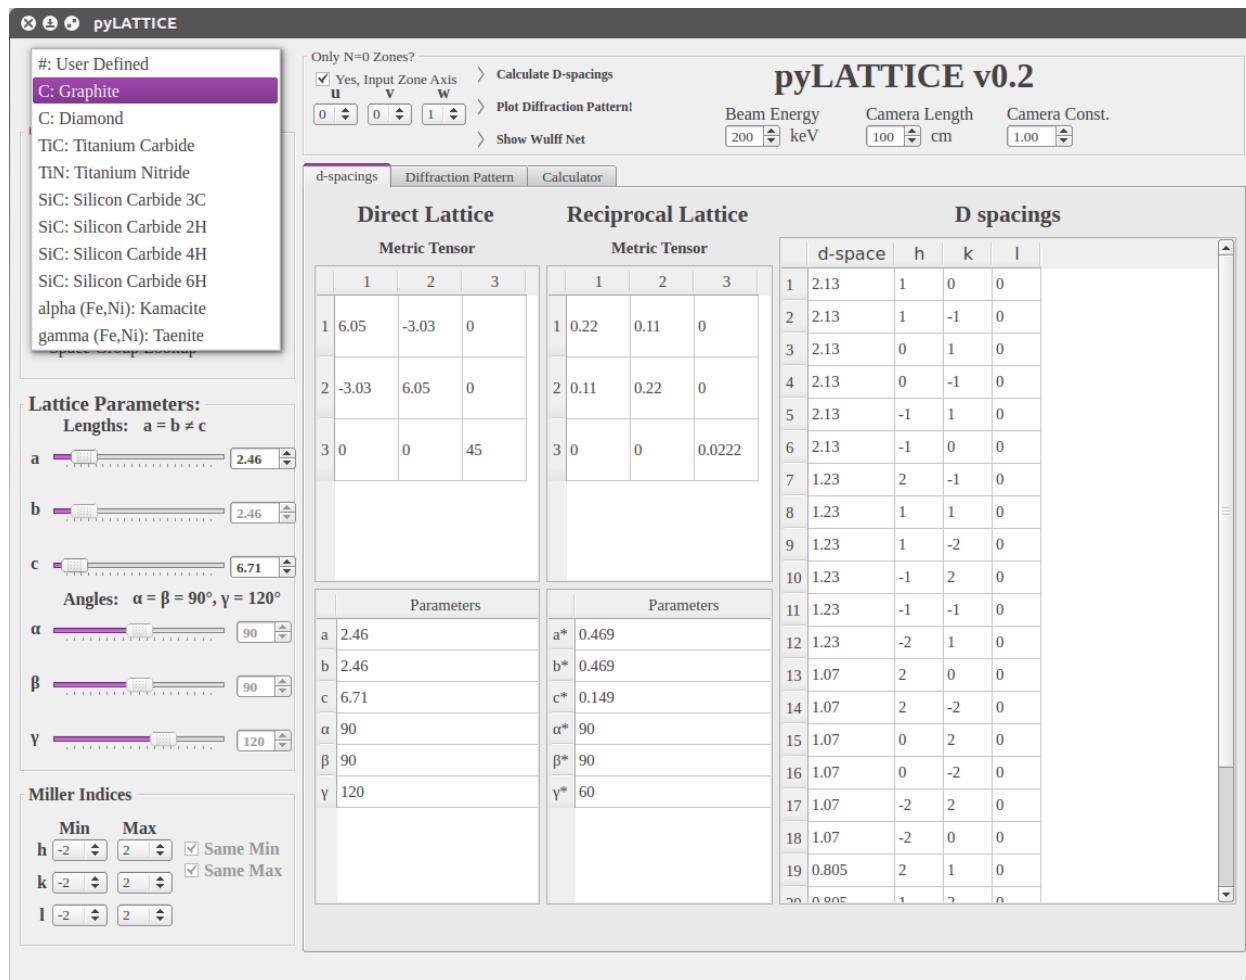 pyLATTICE
#: User Defined
C: Graphite
C: Diamond
TiC: Titanium Carbide
TiN: Titanium Nitride
SiC: Silicon Carbide 3C
SiC: Silicon Carbide 2H
SiC: Silicon Carbide 4H
SiC: Silicon Carbide 6H
alpha (Fe,Ni): Kamacite
gamma (Fe,Ni): Taenite
Lattice Parameters:
Lengths: a = b ≠ c
a 2.46
b 2.46
c 6.71
Angles: α = β = 90°, γ = 120°
α 90
β 90
γ 120
Miller Indices
Min Max
h -2 2 Same Min
Same Max
k -2 2
l -2 2
Only N=0 Zones?
Yes, Input Zone Axis
u v w
0 0 1
Calculate D-spacings
Plot Diffraction Pattern!
Show Wulff Net
pyLATTICE v0.2
Beam Energy Camera Length Camera Const.
200 keV 100 cm 1.00
d-spacings Diffraction Pattern Calculator
Direct Lattice
Metric Tensor
1 2 3
1 6.05 -3.03 0
2 -3.03 6.05 0
3 0 0 45
Parameters
a 2.46
b 2.46
c 6.71
α 90
β 90
γ 120
Reciprocal Lattice
Metric Tensor
1 2 3
1 0.22 0.11 0
2 0.11 0.22 0
3 0 0 0.0222
Parameters
a* 0.469
b* 0.469
c* 0.149
α* 90
β* 90
γ* 60
D spacings
d-space h k l
1 2.13 1 0 0
2 2.13 1 -1 0
3 2.13 0 1 0
4 2.13 0 -1 0
5 2.13 -1 1 0
6 2.13 -1 0 0
7 1.23 2 -1 0
8 1.23 1 1 0
9 1.23 1 -2 0
10 1.23 -1 2 0
11 1.23 -1 -1 0
12 1.23 -2 1 0
13 1.07 2 0 0
14 1.07 2 -2 0
15 1.07 0 2 0
16 1.07 0 -2 0
17 1.07 -2 2 0
18 1.07 -2 0 0
19 0.805 2 1 0